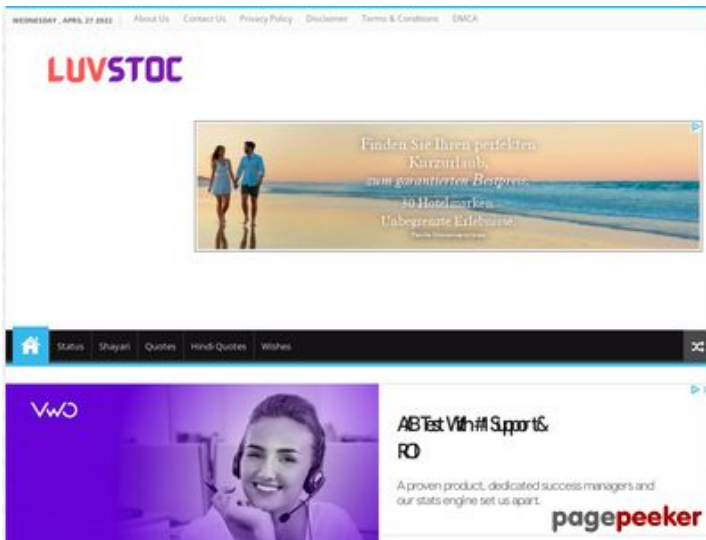 WEDNESDAY, APRIL 27 2022 About Us Contact Us Privacy Policy Disclaimer Terms & Conditions DMCA
LUVSTOC
Finden Sie Ihren perfekten
Kurzurlaub,
zum garantierten Bestpreis.
30 Hotelmarken.
Unbegrenzte Erlebnisse.
Status Shayari Quotes Hindi Quotes Wishes
VWO
A/B Test With #1 Support &
ROI
A proven product, dedicated success managers and
our stats engine set us apart.
pagepeeker